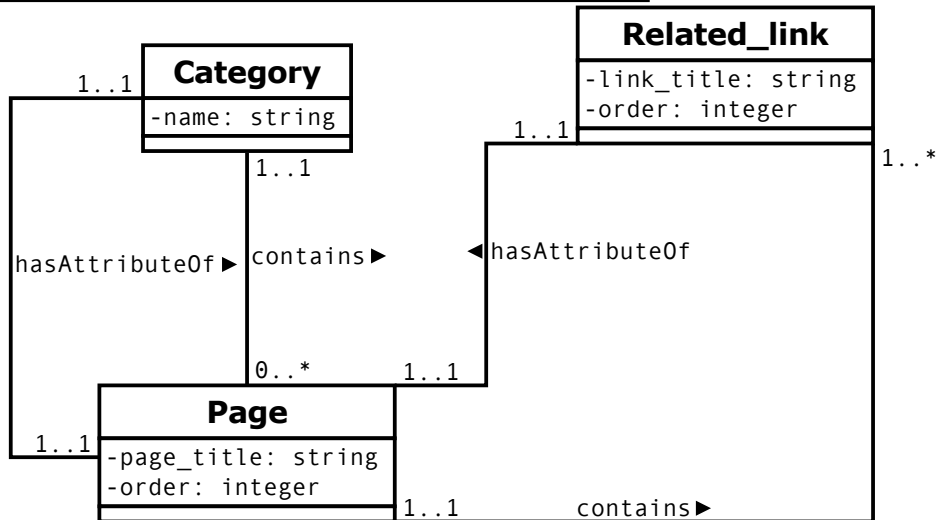 Related_link
-link_title: string
-order: integer
Category
-name: string
1..1
1..1
1..1
1..*
hasAttributeOf▶
contains▶
◀hasAttributeOf
0..*
1..1
Page
-page_title: string
-order: integer
1..1
1..1
contains▶